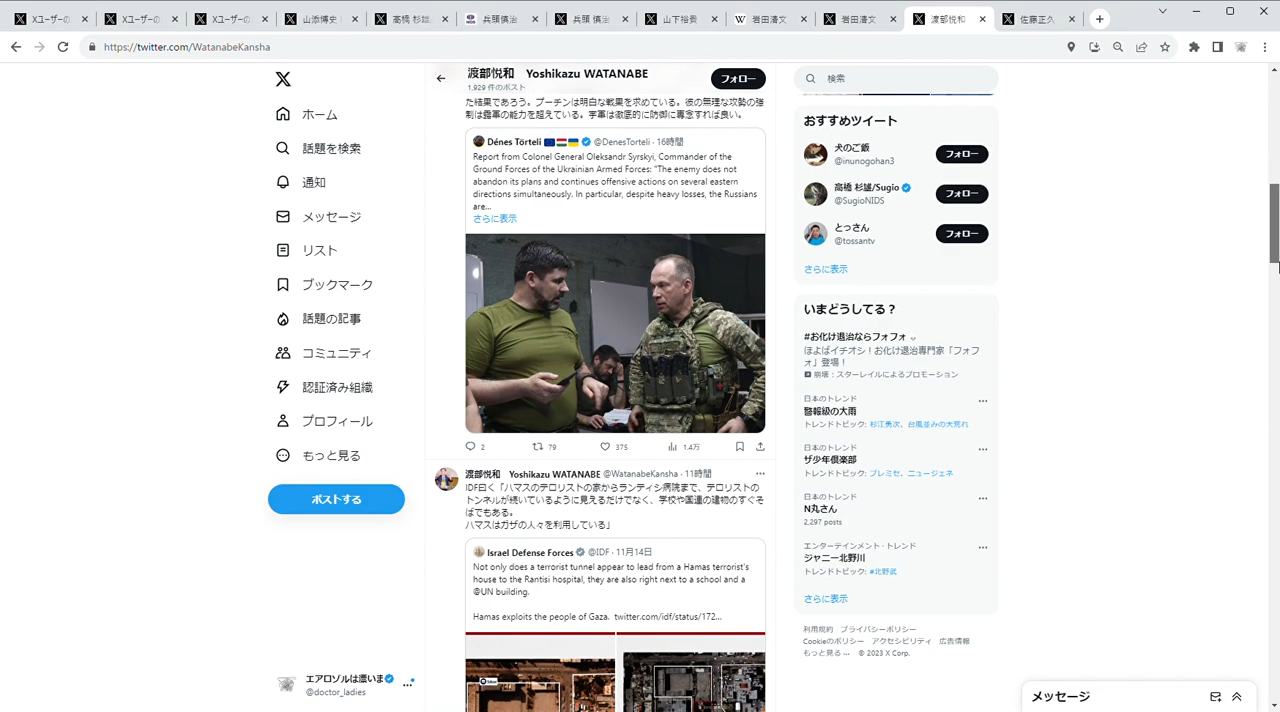 Xユーザーの
Xユーザーの
Xユーザーの
山添博史
高橋 杉雄
兵頭慎治
兵頭 慎治
山下裕貴
岩田清文
岩田清文
渡部悦和
佐藤正久
https://twitter.com/WatanabeKansha
ホーム
話題を検索
通知
メッセージ
リスト
ブックマーク
話題の記事
コミュニティ
認証済み組織
プロフィール
もっと見る
ポストする
エアロゾルは漂いま
@doctor_ladies
渡部悦和 Yoshikazu WATANABE
1,929 件のポスト
フォロー
た結果であろう。プーチンは明白な戦果を求めている。彼の無理な攻勢の強
制は露軍の能力を超えている。宇軍は徹底的に防御に専念すれば良い。
Dénes Törteli @DenesTorteli · 16時間
Report from Colonel General Oleksandr Syrskyi, Commander of the
Ground Forces of the Ukrainian Armed Forces: "The enemy does not
abandon its plans and continues offensive actions on several eastern
directions simultaneously. In particular, despite heavy losses, the Russians
are...
さらに表示
2 79 375 1.4万
渡部悦和 Yoshikazu WATANABE @WatanabeKansha · 11時間
IDF曰く「ハマスのテロリストの家からランティシ病院まで、テロリストの
トンネルが続いているように見えるだけでなく、学校や国連の建物のすぐそ
ばでもある。
ハマスはガザの人々を利用している」
Israel Defense Forces @IDF · 11月14日
Not only does a terrorist tunnel appear to lead from a Hamas terrorist's
house to the Rantisi hospital, they are also right next to a school and a
@UN building.
Hamas exploits the people of Gaza. twitter.com/idf/status/172...
検索
おすすめツイート
犬のご飯
@inunogohan3
フォロー
高橋 杉雄/Sugio
@SugioNIDS
フォロー
とっさん
@tossantv
フォロー
さらに表示
いまどうしてる？
#お化け退治ならフォフォ
ほよばイチオシ！お化け退治専門家「フォフ
ォ」登場！
崩壊：スターレイルによるプロモーション
日本のトレンド
警報級の大雨
トレンドトピック: 杉江勇次、台風並みの大荒れ
日本のトレンド
ザ少年倶楽部
トレンドトピック: プレミセ、ニュージェネ
日本のトレンド
N丸さん
2,297 posts
エンターテインメント · トレンド
ジャニー北野川
トレンドトピック: #北野武
さらに表示
利用規約 プライバシーポリシー
Cookieのポリシー アクセシビリティ 広告情報
もっと見る ... © 2023 X Corp.
メッセージ